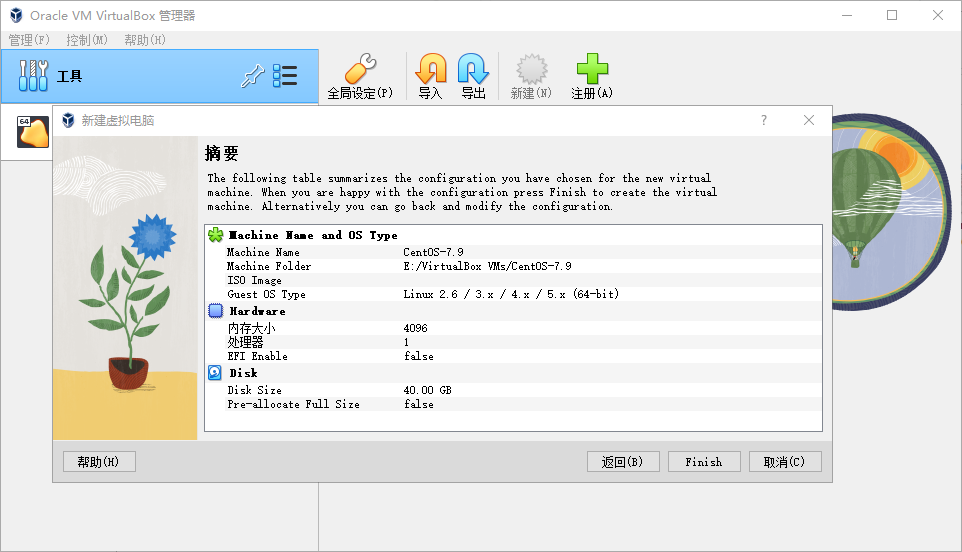 Oracle VM VirtualBox 管理器
管理(F) 控制(M) 帮助(H)
工具
全局设定(P) 导入 导出 新建(N) 注册(A)
64
新建虚拟电脑 ?
摘要
The following table summarizes the configuration you have chosen for the new virtual
machine. When you are happy with the configuration press Finish to create the virtual
machine. Alternatively you can go back and modify the configuration.
Machine Name and OS Type
Machine Name CentOS-7.9
Machine Folder E:/VirtualBox VMs/CentOS-7.9
ISO Image
Guest OS Type Linux 2.6 / 3.x / 4.x / 5.x (64-bit)
Hardware
内存大小 4096
处理器 1
EFI Enable false
Disk
Disk Size 40.00 GB
Pre-allocate Full Size false
帮助(H) 返回(B) Finish 取消(C)